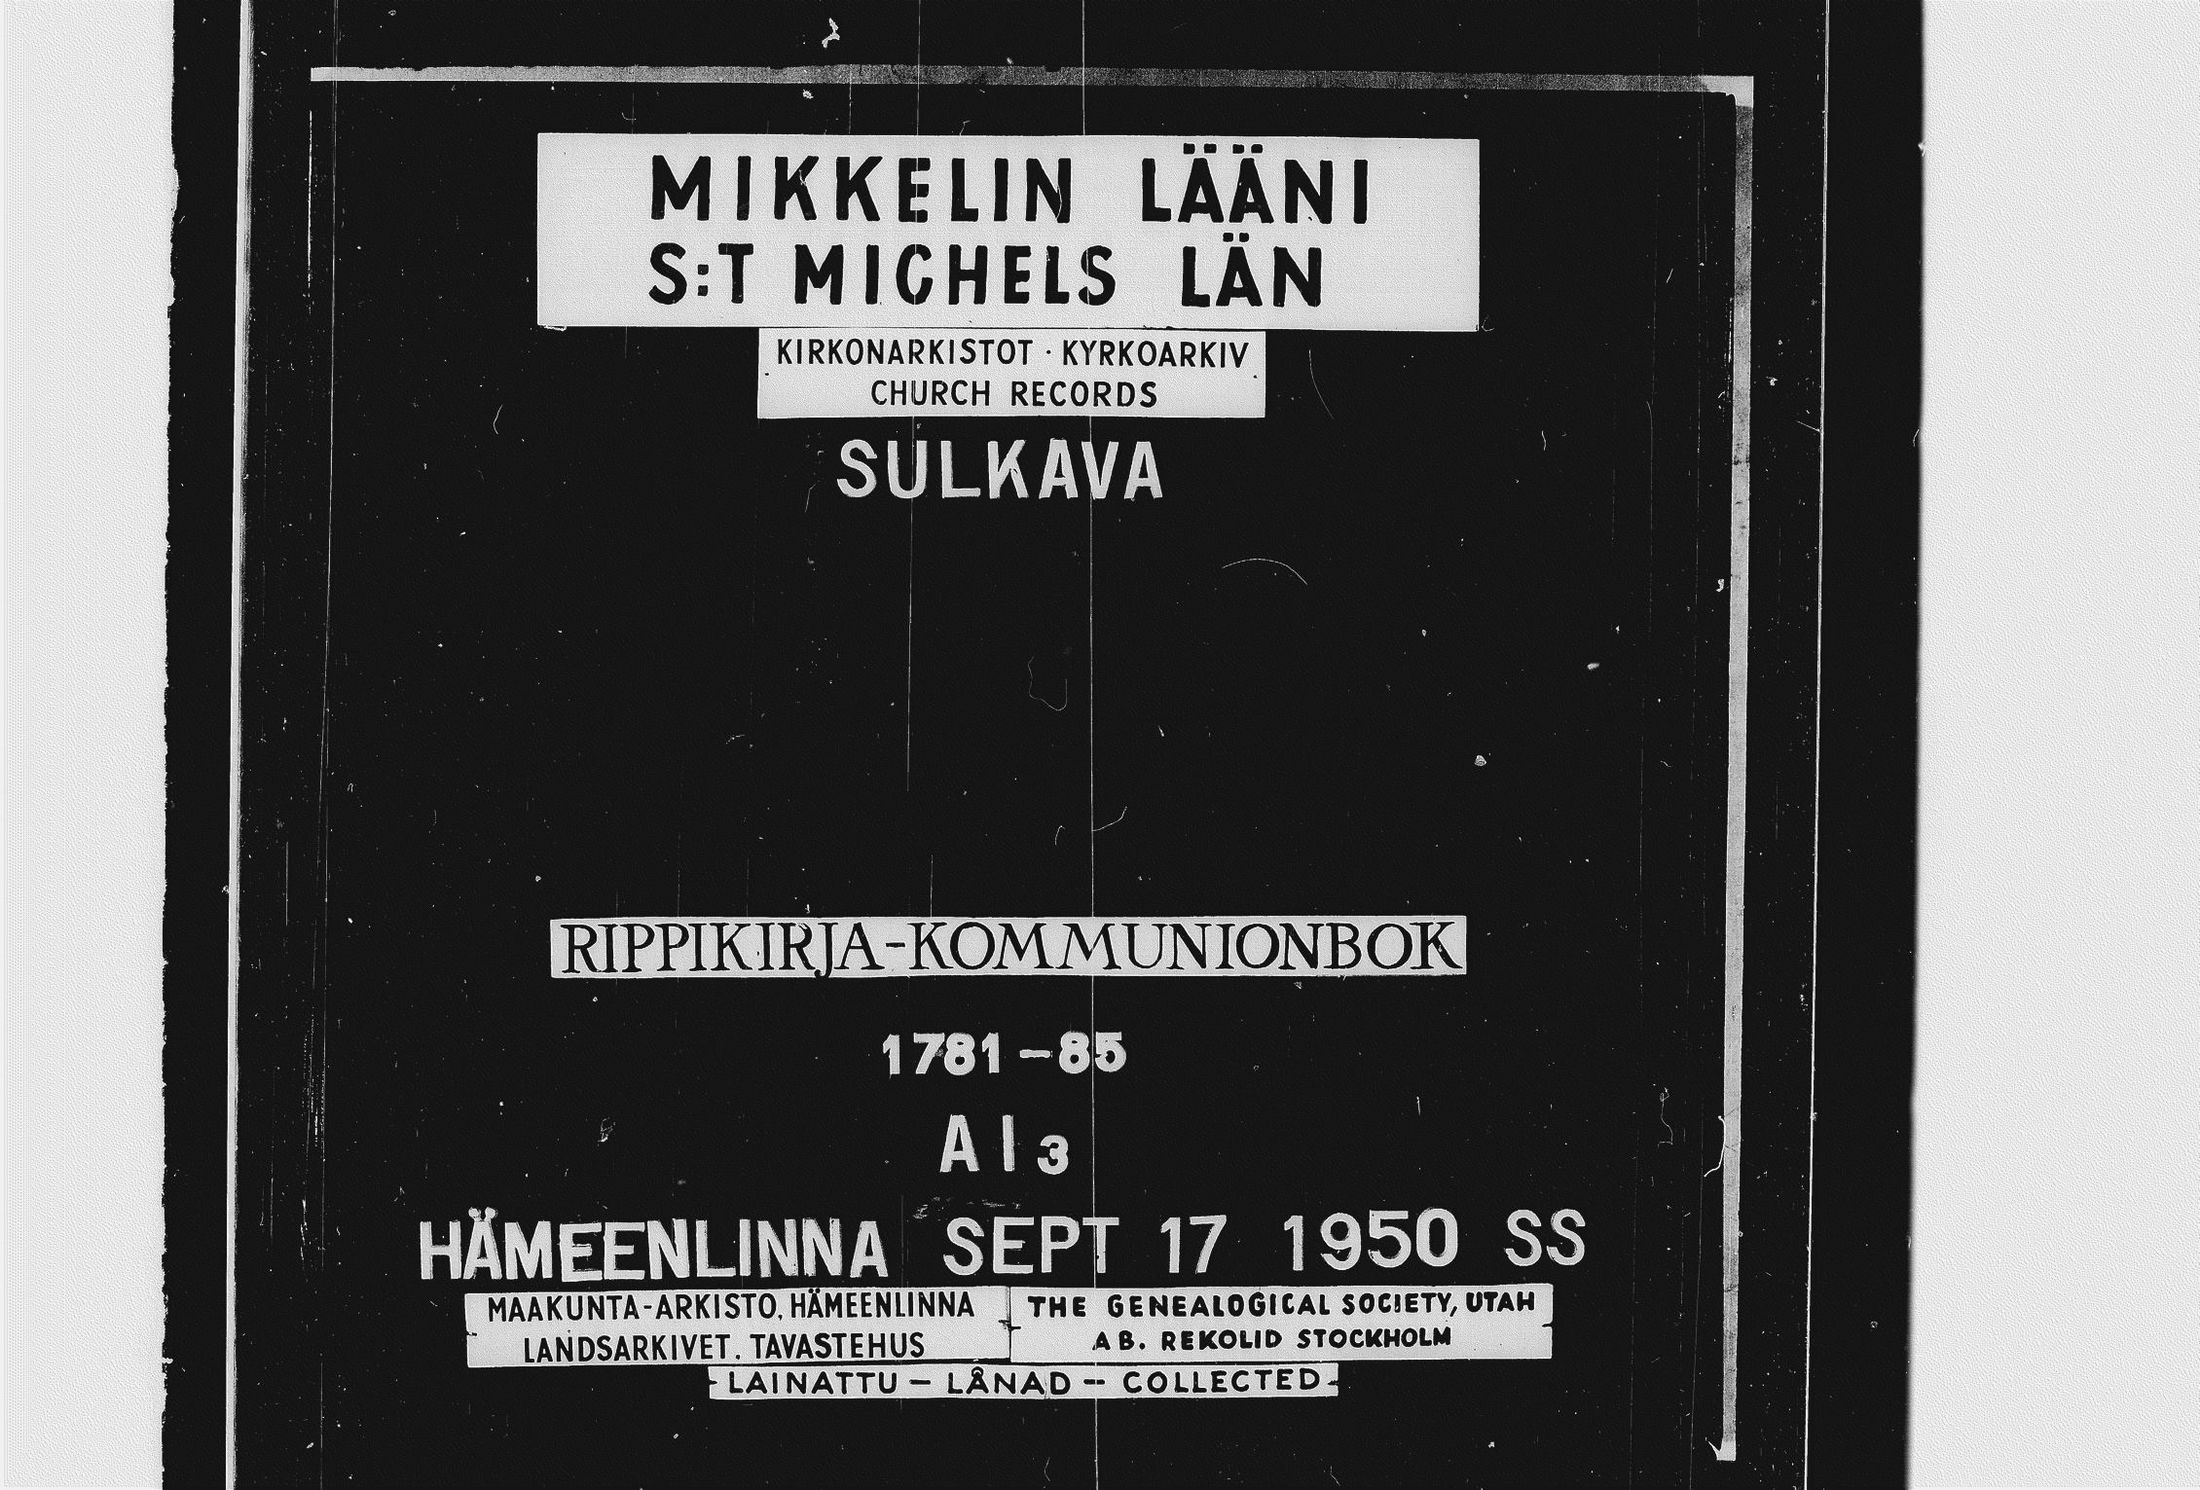 MIKKELIN LÄÄNI
S:T MICHELS LÄN
KIRKONARKISTOT · KYRKOARKIV
CHURCH RECORDS
SULKAVA
RIPPIKIRJA-KOMMUNIONBOK
1781-85
A I 3
HÄMEENLINNA SEPT 17 1950 SS
MAAKUNTA-ARKISTO, HÄMEENLINNA
LANDSARKIVET. TAVASTEHUS
THE GENEALOGICAL SOCIETY, UTAH
AB. REKOLID STOCKHOLM
LAINATTU - LÅNAD -- COLLECTED